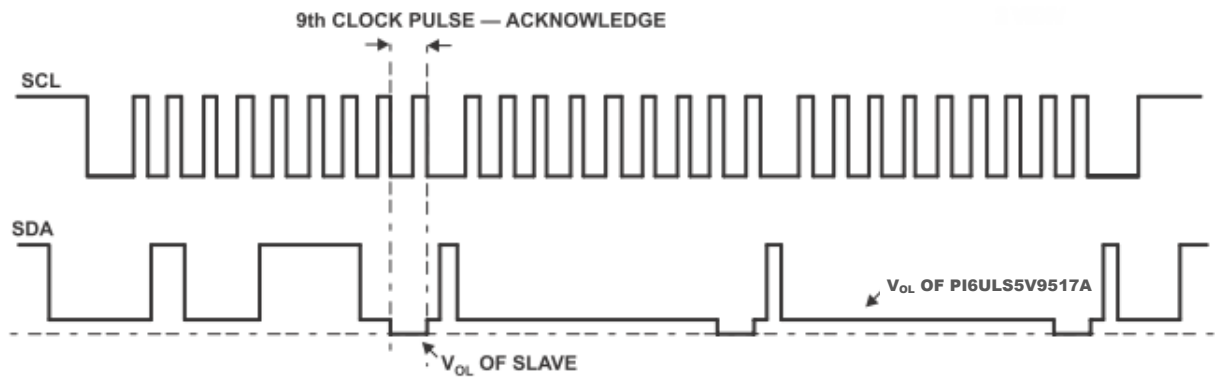 9th CLOCK PULSE — ACKNOWLEDGE
SCL
SDA
VOL OF PI6ULS5V9517A
VOL OF SLAVE